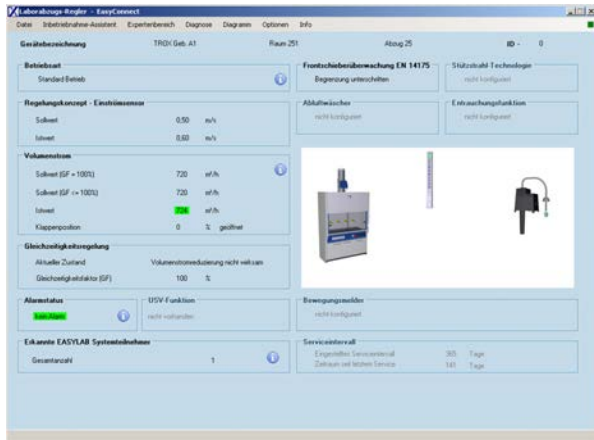 Laborabzugs-Regler - EasyConnect
Datei Inbetriebnahme-Assistent Expertenbereich Diagnose Diagramm Optionen Info
Gerätebezeichnung TROX Geb. A1 Raum 251 Abzug 25 ID - 0
Betriebsart
Standard Betrieb
Frontschieberüberwachung EN 14175
Begrenzung unterschritten
Stützstrahl-Technologie
nicht konfiguriert
Regelungskonzept - Einströmsensor
Sollwert 0,50 m/s
Istwert 0,60 m/s
Abluftwäscher
nicht konfiguriert
Entrauchungsfunktion
nicht konfiguriert
Volumenstrom
Sollwert (GF = 100%) 720 m³/h
Sollwert (GF <> 100%) 720 m³/h
Istwert m³/h
Klappenposition 0 % geöffnet
Gleichzeitigkeitsregelung
Aktueller Zustand Volumenstromreduzierung nicht wirksam
Gleichzeitigkeitsfaktor (GF) 100 %
Alarmstatus
kein Alarm
USV-Funktion
nicht vorhanden
Bewegungsmelder
nicht konfiguriert
Erkannte EASYLAB Systemteilnehmer
Gesamtanzahl 1
Serviceintervall
Eingestelltes Serviceintervall 365 Tage
Zeitraum seit letztem Service 141 Tage